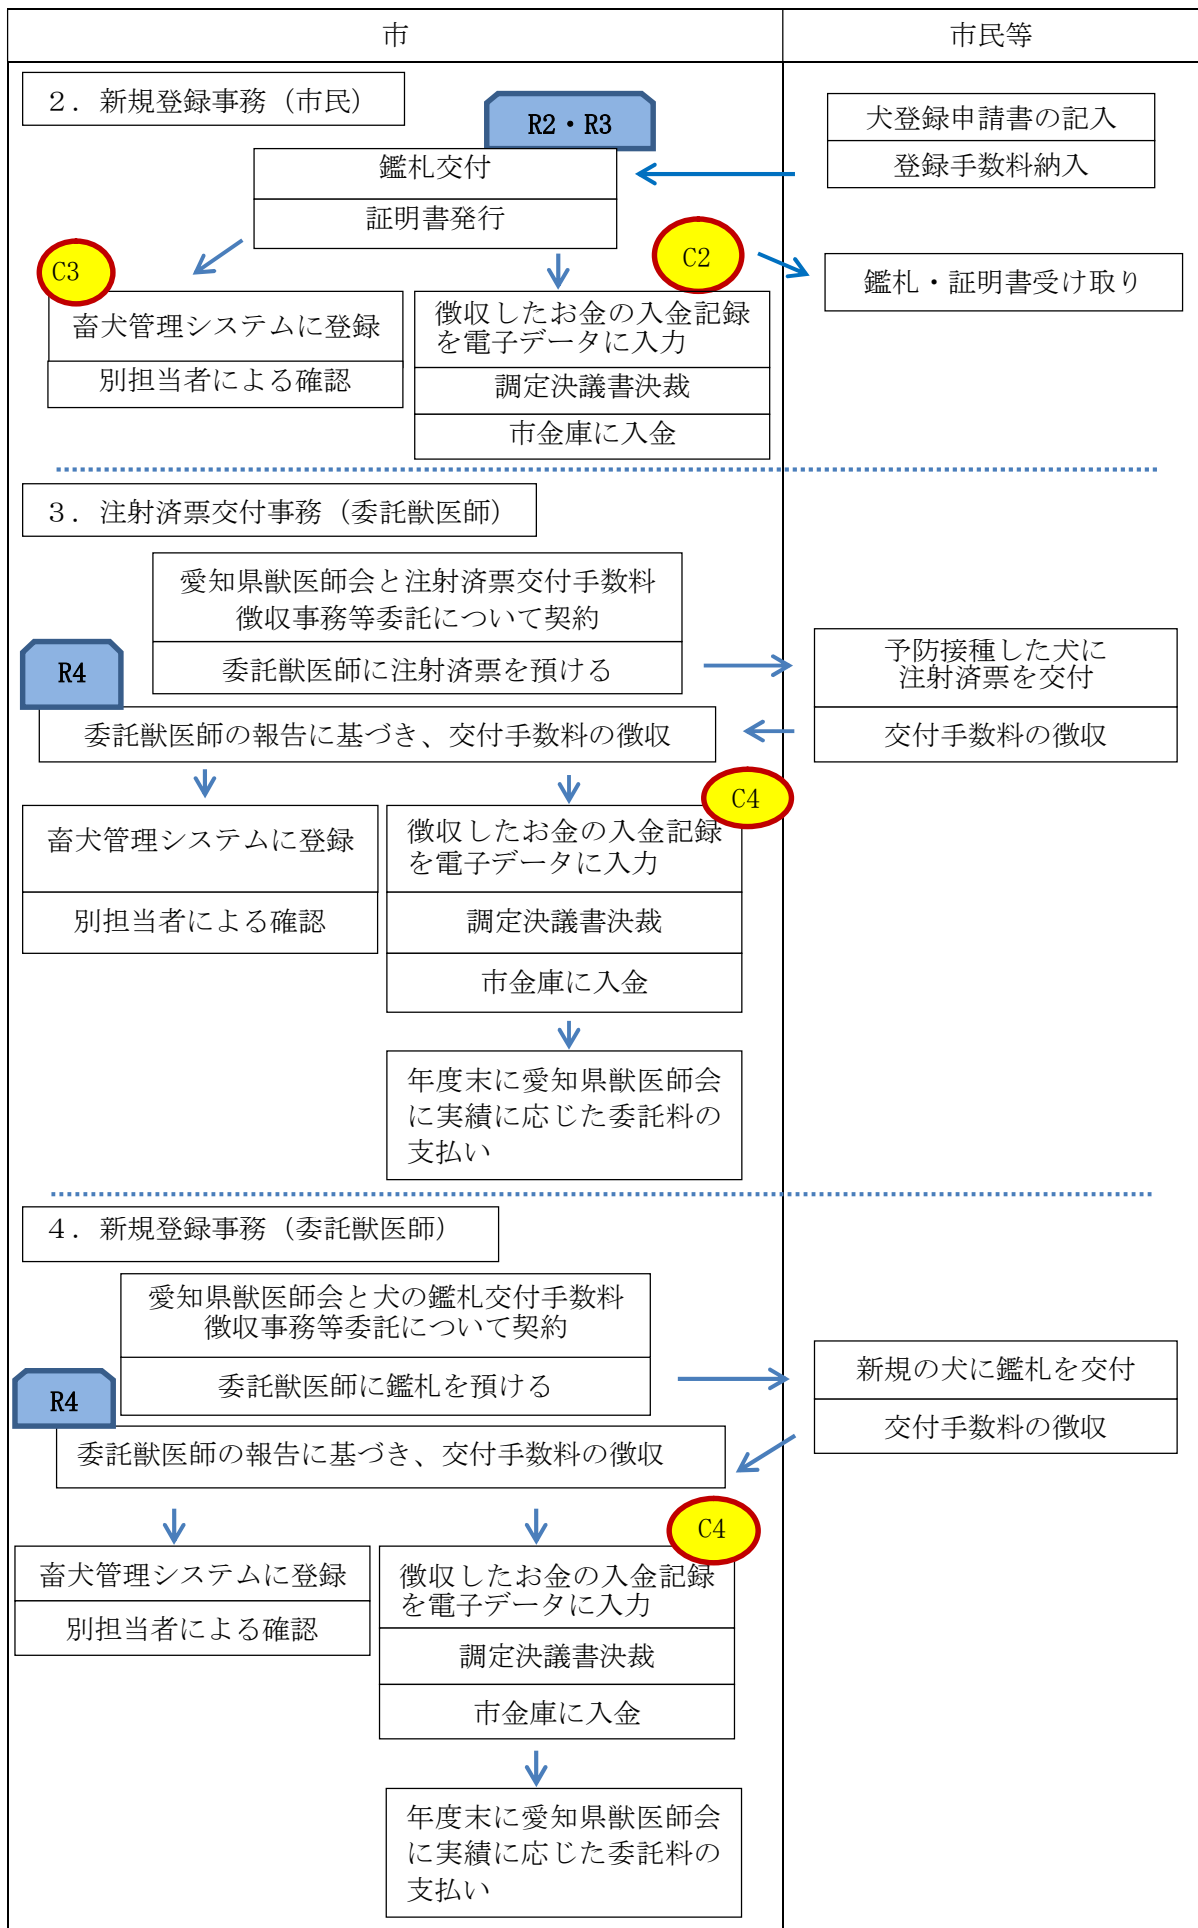 市
市民等
２．新規登録事務（市民）
R2・R3
犬登録申請書の記入
登録手数料納入
鑑札交付
証明書発行
C3
C2
鑑札・証明書受け取り
畜犬管理システムに登録
別担当者による確認
徴収したお金の入金記録
を電子データに入力
調定決議書決裁
市金庫に入金
３．注射済票交付事務（委託獣医師）
愛知県獣医師会と注射済票交付手数料
徴収事務等委託について契約
委託獣医師に注射済票を預ける
R4
予防接種した犬に
注射済票を交付
交付手数料の徴収
委託獣医師の報告に基づき、交付手数料の徴収
C4
畜犬管理システムに登録
別担当者による確認
徴収したお金の入金記録
を電子データに入力
調定決議書決裁
市金庫に入金
年度末に愛知県獣医師会
に実績に応じた委託料の
支払い
４．新規登録事務（委託獣医師）
愛知県獣医師会と犬の鑑札交付手数料
徴収事務等委託について契約
委託獣医師に鑑札を預ける
R4
新規の犬に鑑札を交付
交付手数料の徴収
委託獣医師の報告に基づき、交付手数料の徴収
C4
畜犬管理システムに登録
別担当者による確認
徴収したお金の入金記録
を電子データに入力
調定決議書決裁
市金庫に入金
年度末に愛知県獣医師会
に実績に応じた委託料の
支払い